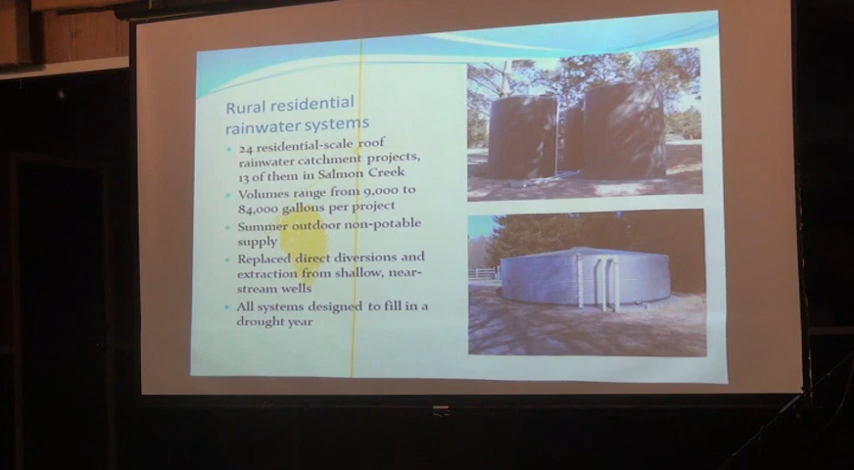 Rural residential
rainwater systems
24 residential-scale roof
rainwater catchment projects,
13 of them in Salmon Creek
Volumes range from 9,000 to
84,000 gallons per project
Summer outdoor non-potable
supply
Replaced direct diversions and
extraction from shallow, near-
stream wells
All systems designed to fill in a
drought year